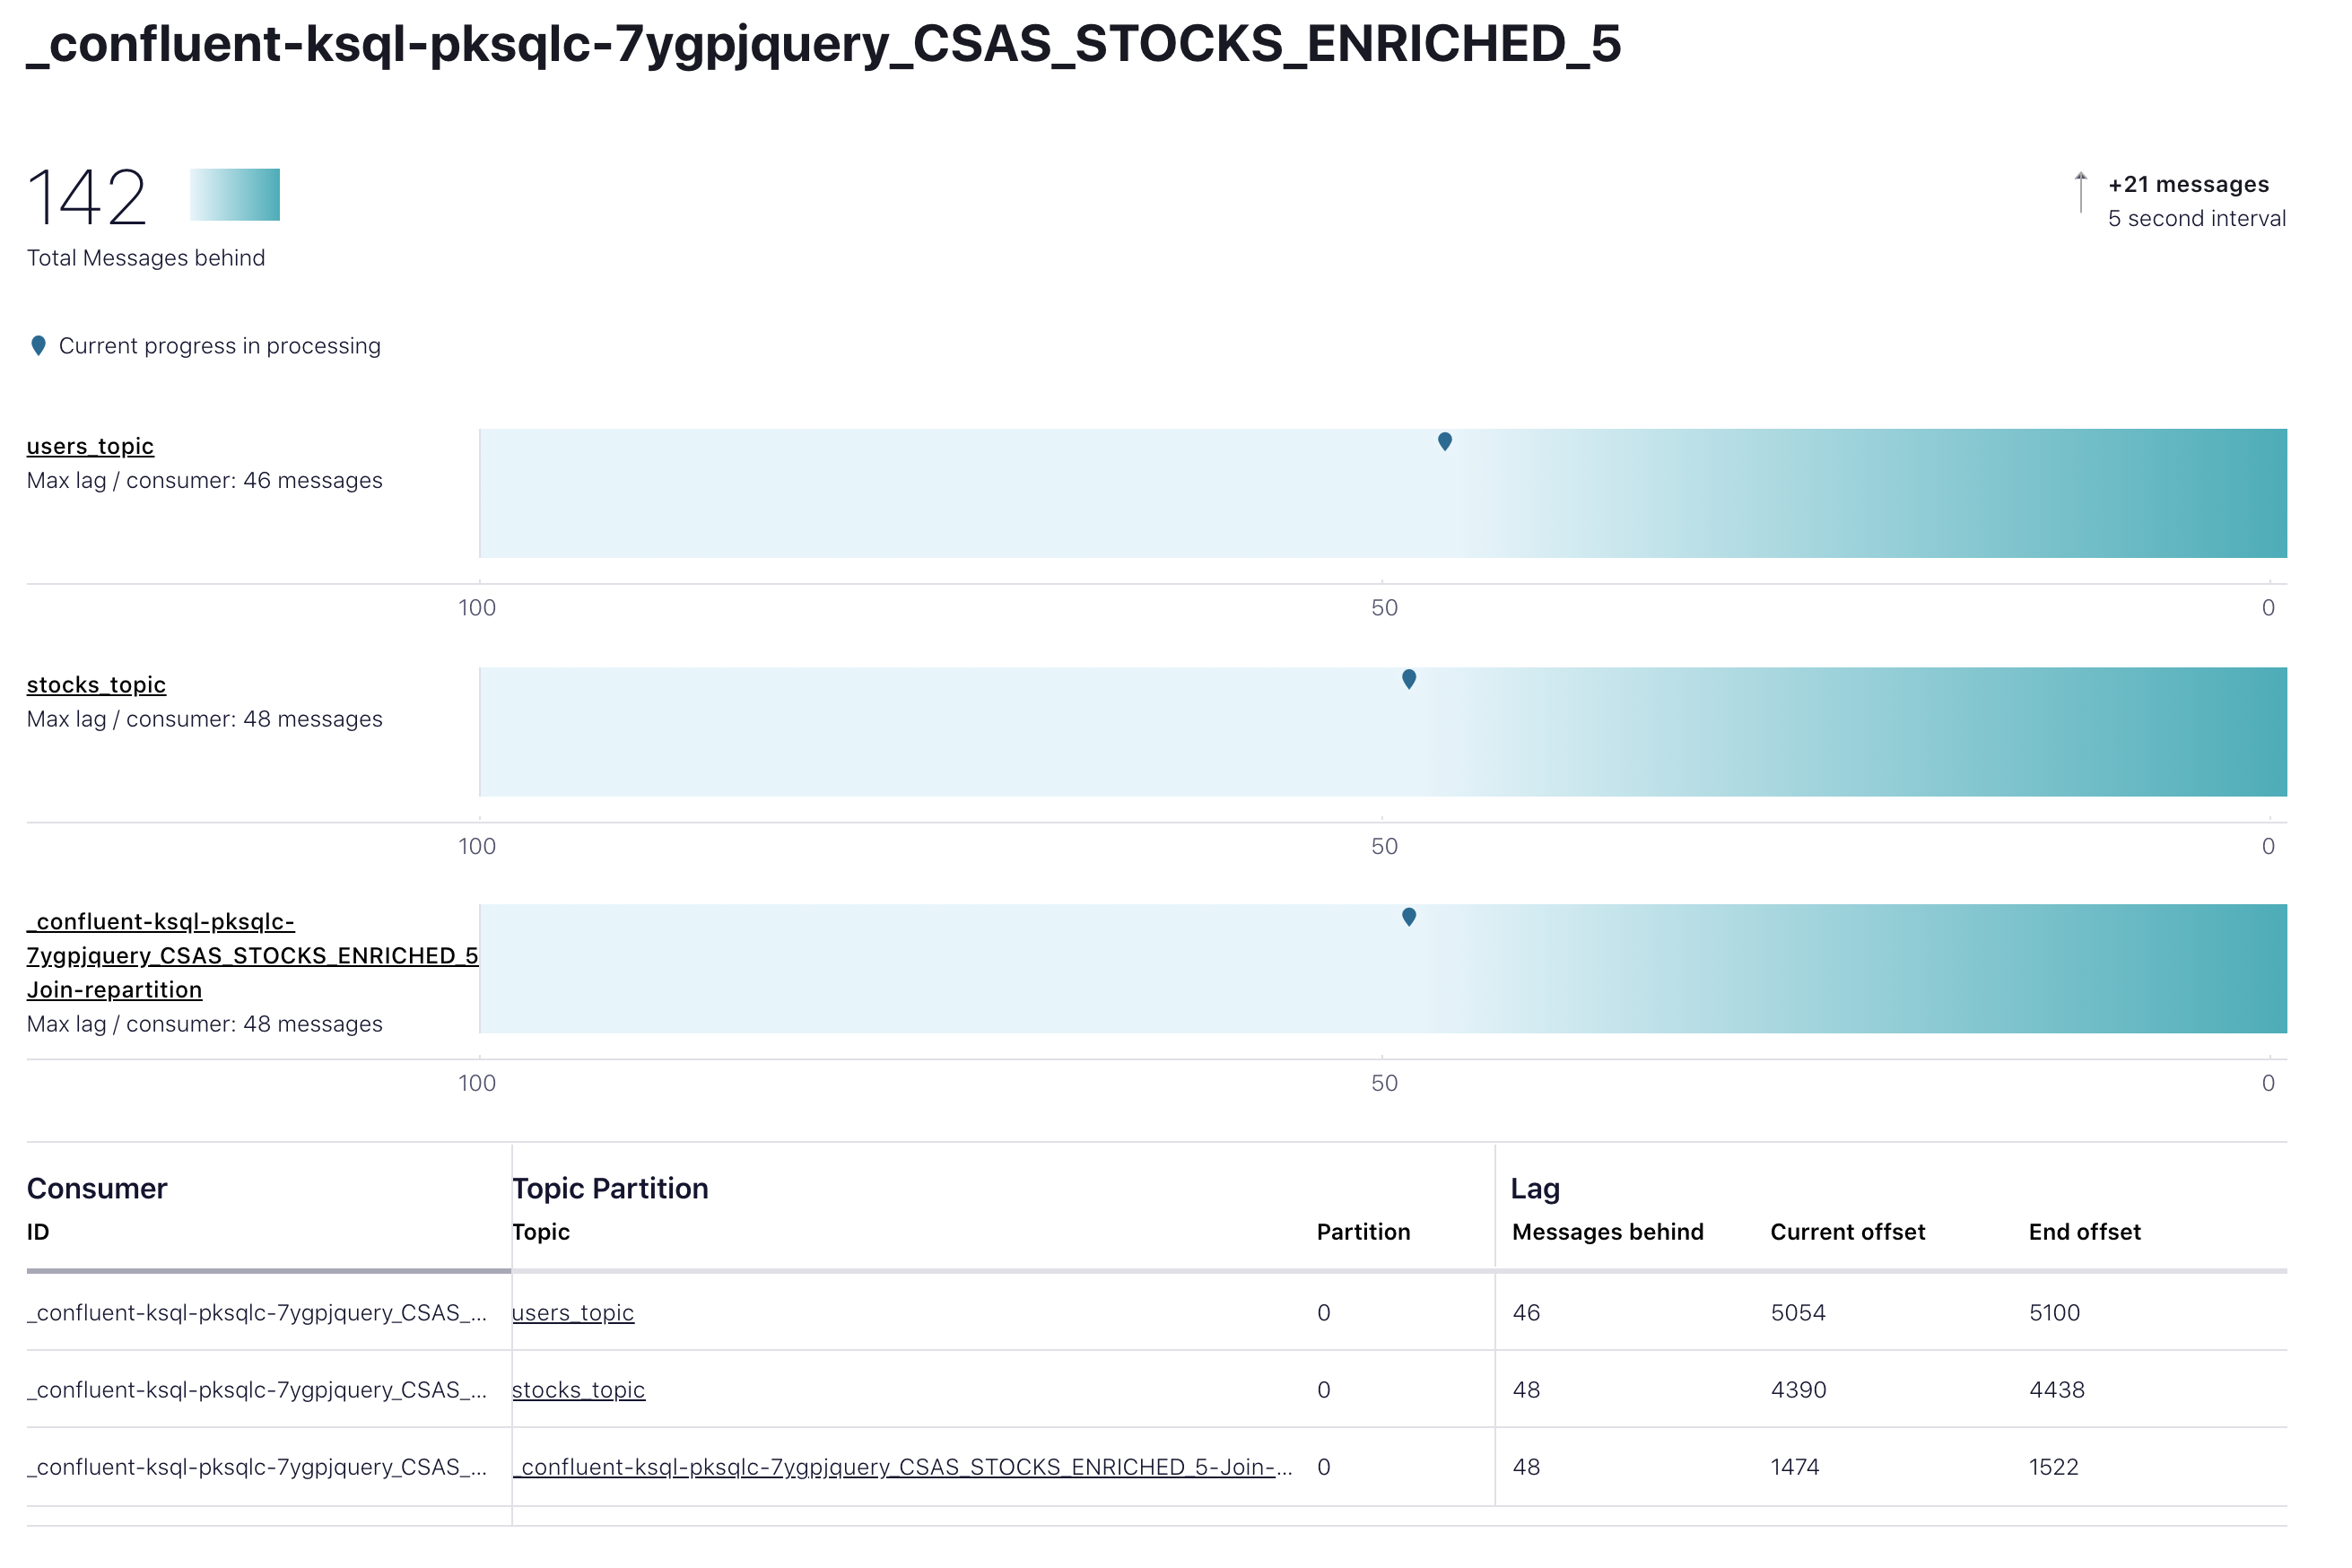 _confluent-ksql-pksqlc-7ygpjquery_CSAS_STOCKS_ENRICHED_5
142
Total Messages behind
+21 messages
5 second interval
Current progress in processing
users_topic
Max lag / consumer: 46 messages
100 50 0
stocks_topic
Max lag / consumer: 48 messages
100 50 0
_confluent-ksql-pksqlc-
7ygpjquery_CSAS_STOCKS_ENRICHED_5
Join-repartition
Max lag / consumer: 48 messages
100 50 0
Consumer Topic Partition Lag
ID Topic Partition Messages behind Current offset End offset
_confluent-ksql-pksqlc-7ygpjquery_CSAS_... users_topic 0 46 5054 5100
_confluent-ksql-pksqlc-7ygpjquery_CSAS_... stocks_topic 0 48 4390 4438
_confluent-ksql-pksqlc-7ygpjquery_CSAS_... _confluent-ksql-pksqlc-7ygpjquery_CSAS_STOCKS_ENRICHED_5-Join-... 0 48 1474 1522